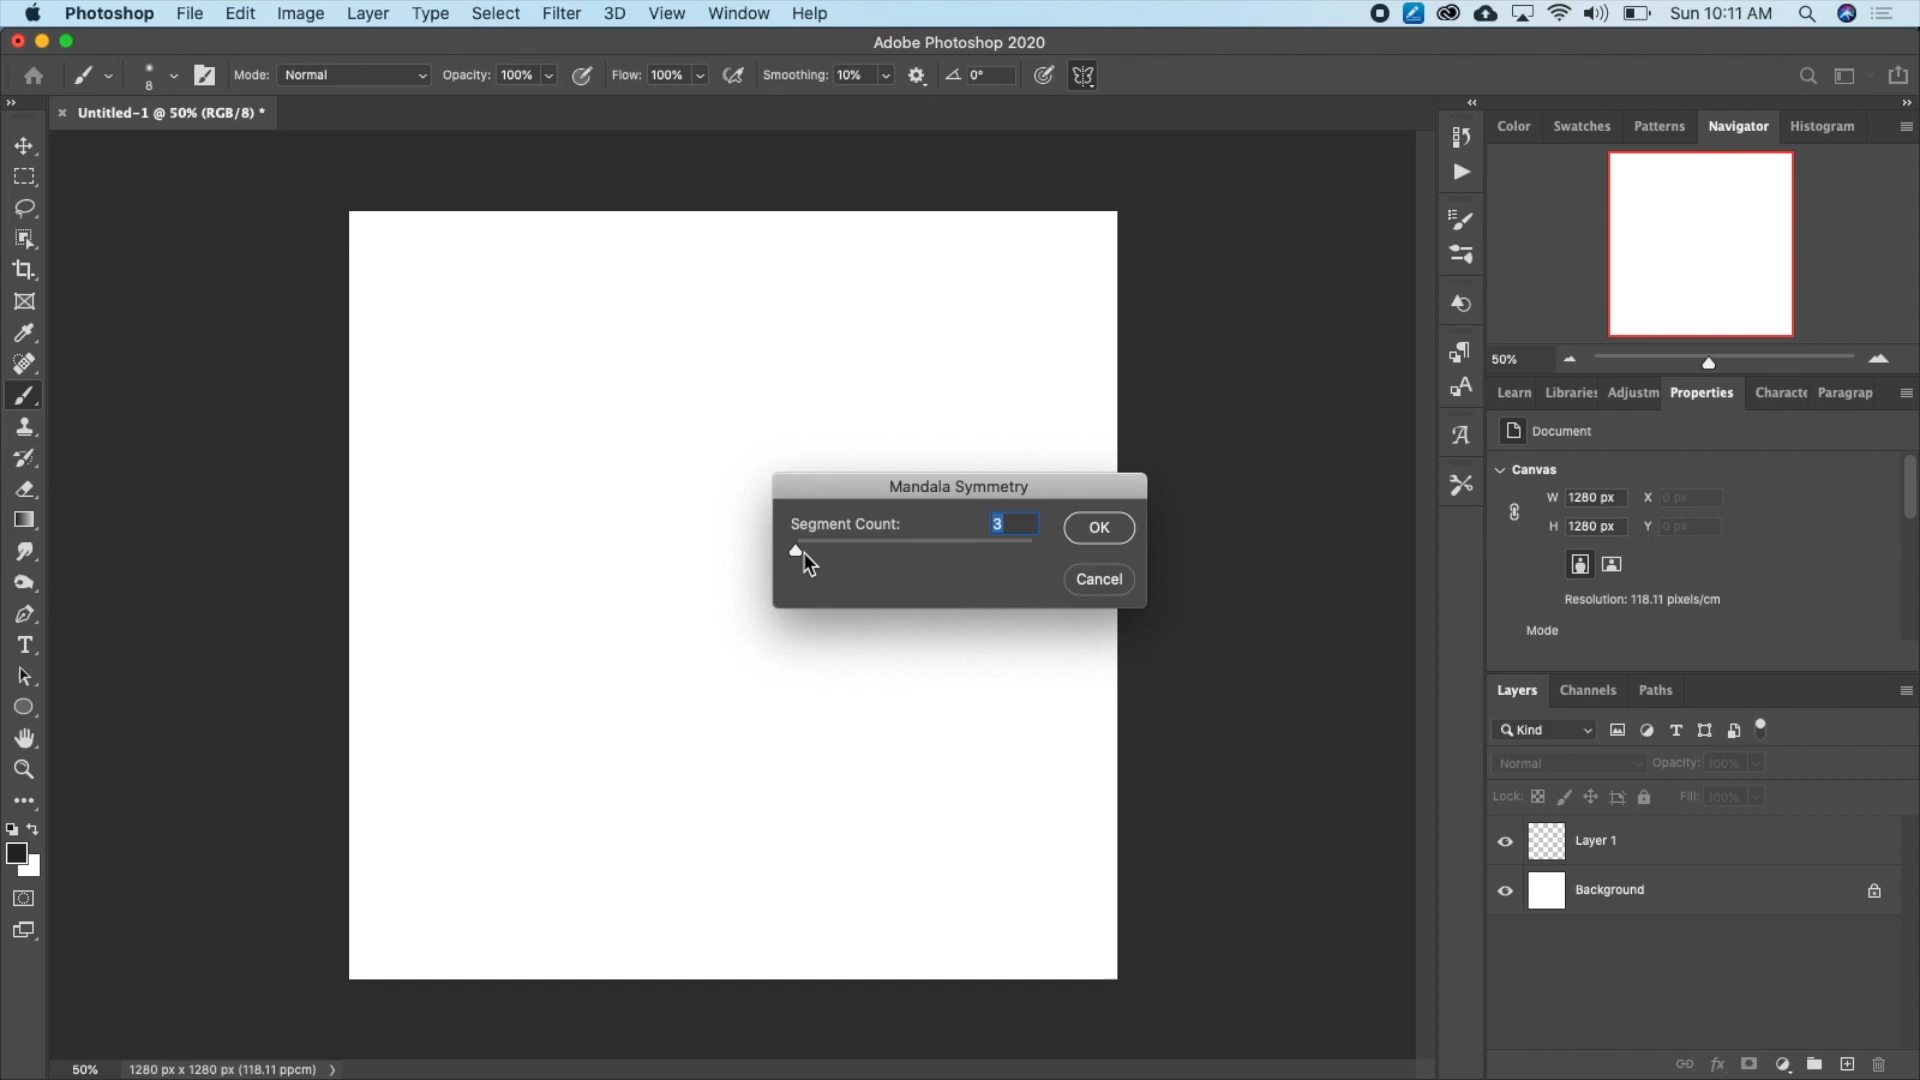 Photoshop File Edit Image Layer Type Select Filter 3D View Window Help Sun 10:11 AM
Adobe Photoshop 2020
8 Mode: Normal Opacity: 100% Flow: 100% Smoothing: 10% 0°
Untitled-1 @ 50% (RGB/8) *
Color Swatches Patterns Navigator Histogram
50%
Learn Libraries Adjustm Properties Characte Paragrap
Document
Canvas
W 1280 px X 0 px
H 1280 px Y 0 px
Resolution: 118.11 pixels/cm
Mode
Mandala Symmetry
Segment Count: 3 OK
Cancel
Layers Channels Paths
Kind
Normal Opacity: 100%
Lock: Fill: 100%
Layer 1
Background
fx
50% 1280 px x 1280 px (118.11 ppcm)